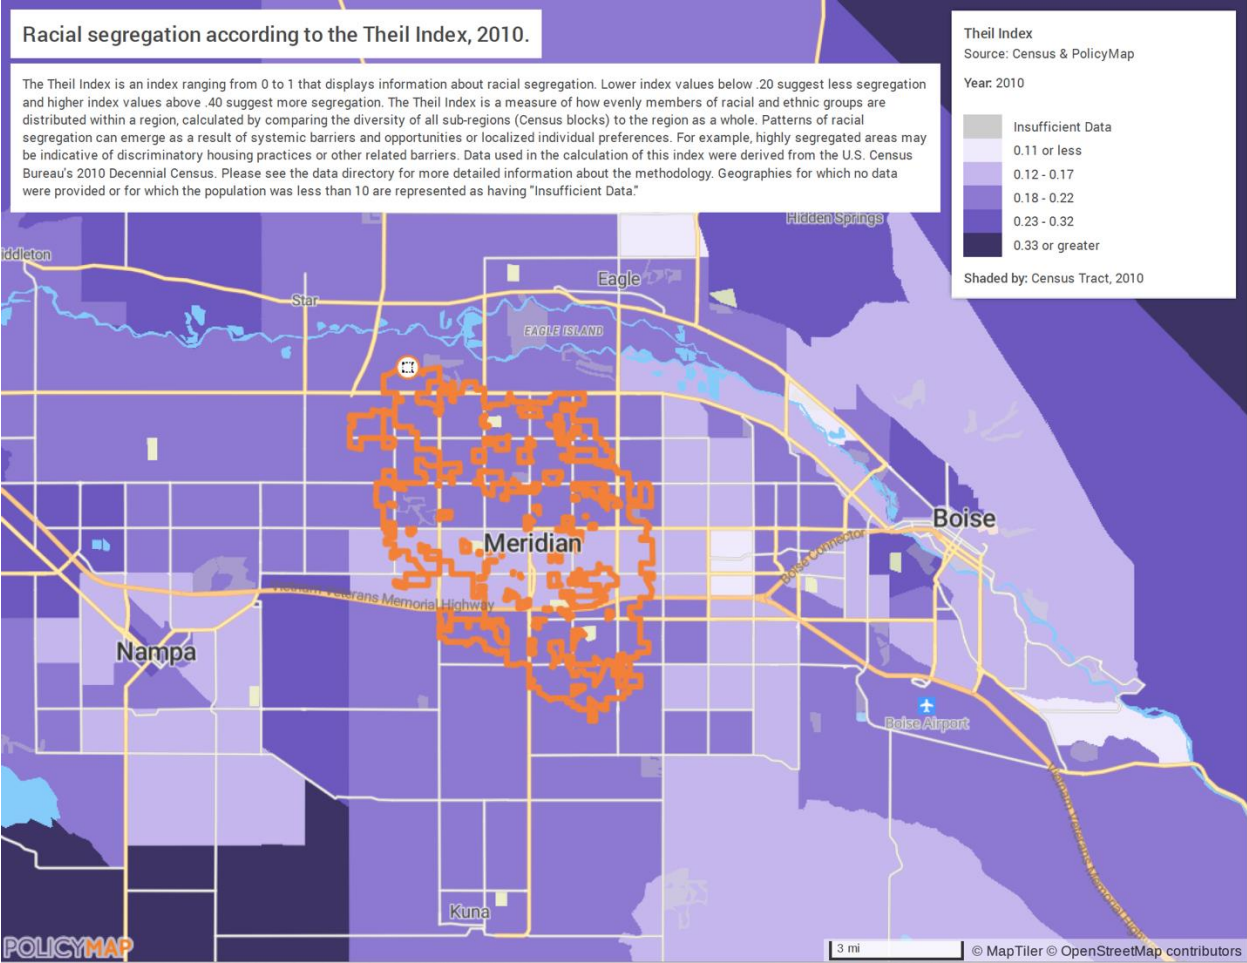 Racial segregation according to the Theil Index, 2010.
The Theil Index is an index ranging from 0 to 1 that displays information about racial segregation. Lower index values below .20 suggest less segregation
and higher index values above .40 suggest more segregation. The Theil Index is a measure of how evenly members of racial and ethnic groups are
distributed within a region, calculated by comparing the diversity of all sub-regions (Census blocks) to the region as a whole. Patterns of racial
segregation can emerge as a result of systemic barriers and opportunities or localized individual preferences. For example, highly segregated areas may
be indicative of discriminatory housing practices or other related barriers. Data used in the calculation of this index were derived from the U.S. Census
Bureau's 2010 Decennial Census. Please see the data directory for more detailed information about the methodology. Geographies for which no data
were provided or for which the population was less than 10 are represented as having "Insufficient Data."
Theil Index
Source: Census & PolicyMap
Year: 2010
Insufficient Data
0.11 or less
0.12 - 0.17
0.18 - 0.22
0.23 - 0.32
0.33 or greater
Shaded by: Census Tract, 2010
Hidden Springs
iddleton
Eagle
Star
EAGLE ISLAND
Boise
Meridian
Boise Connector
Veterans Memorial Highway
Nampa
Boise Airport
Kuna
POLICYMAP
3 mi
© MapTiler © OpenStreetMap contributors